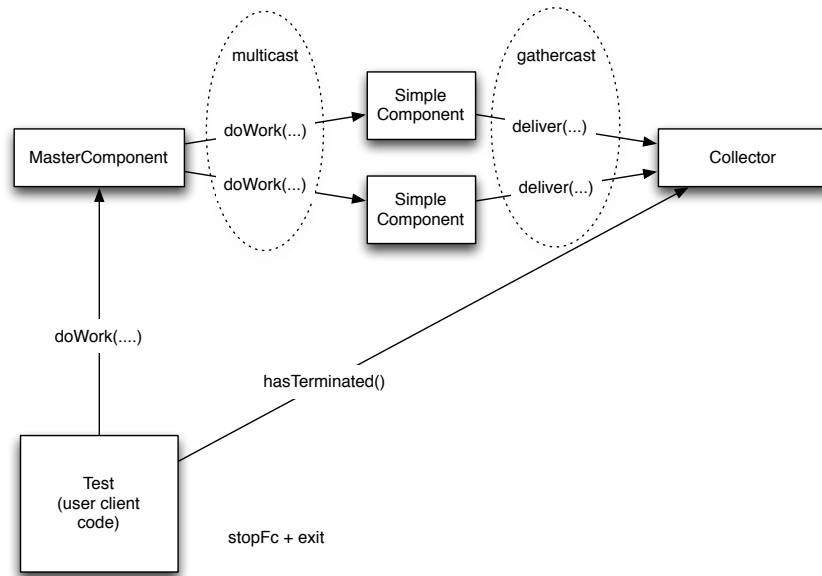 multicast
gathercast
Simple
Component
doWork(...)
deliver(...)
MasterComponent
Collector
doWork(...)
deliver(...)
Simple
Component
doWork(....)
hasTerminated()
Test
(user client
code)
stopFc + exit